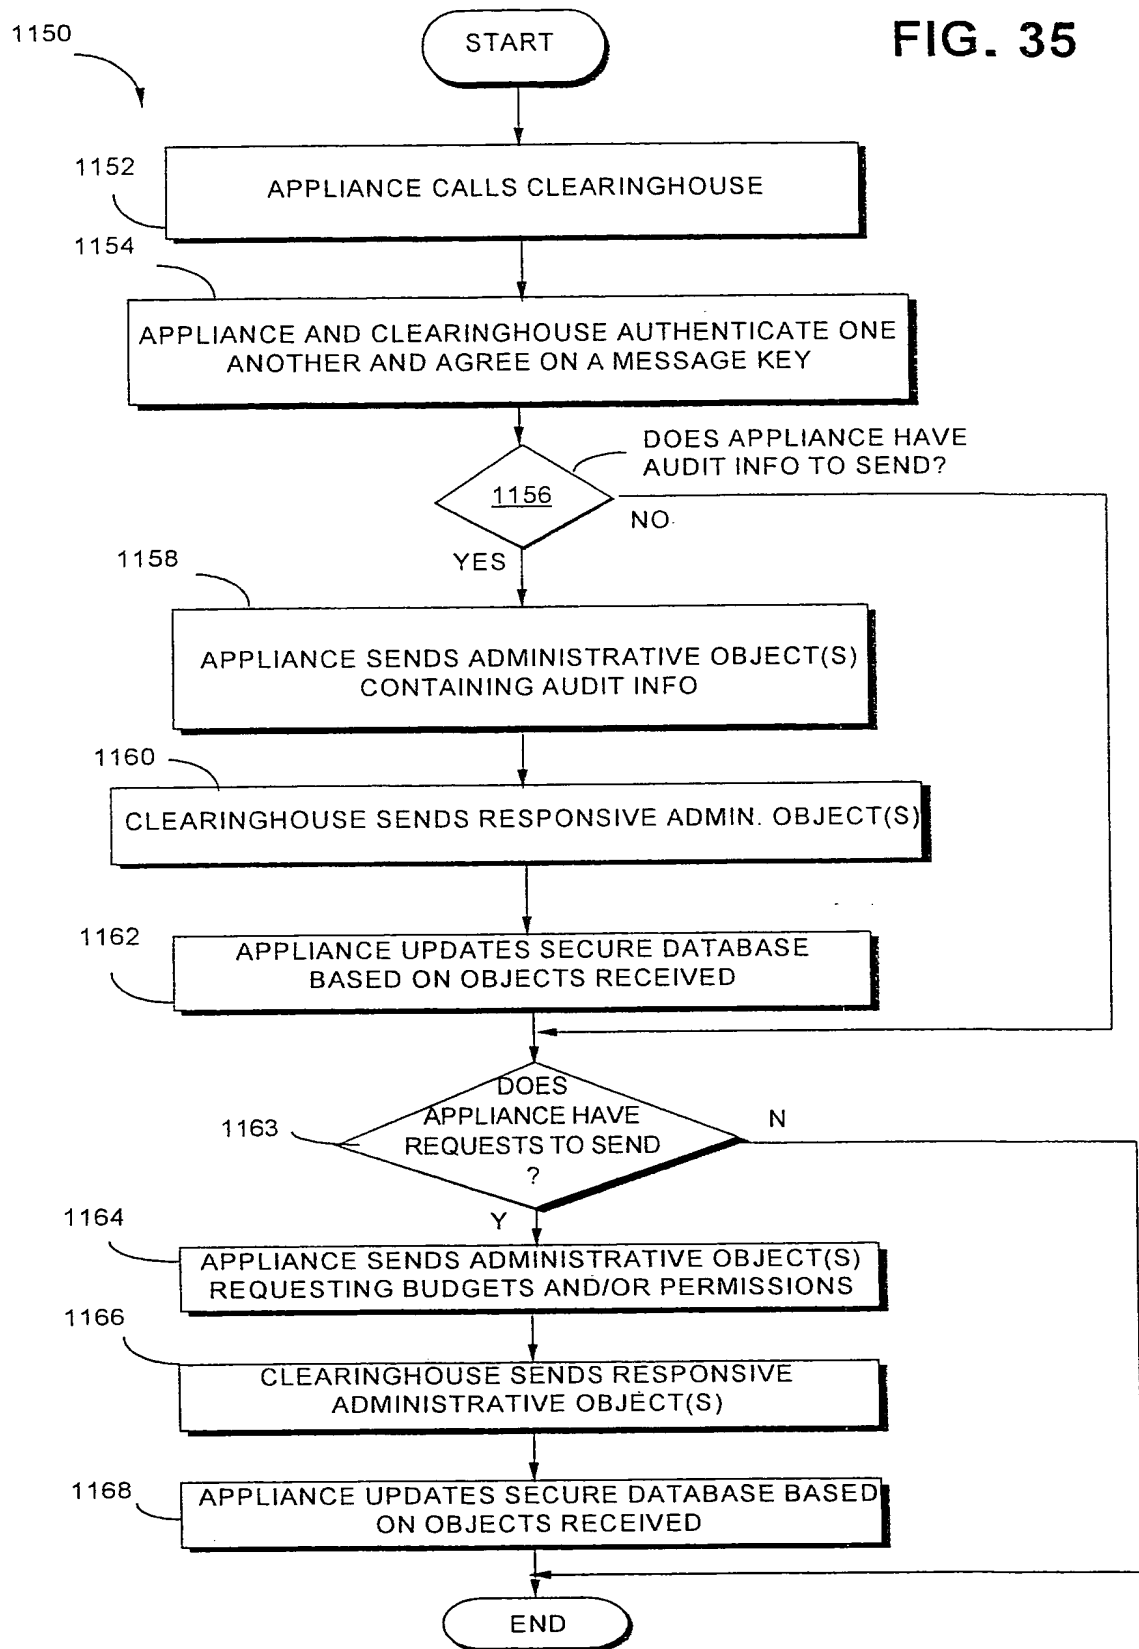 FIG. 35
1150
START
1152
APPLIANCE CALLS CLEARINGHOUSE
1154
APPLIANCE AND CLEARINGHOUSE AUTHENTICATE ONE
ANOTHER AND AGREE ON A MESSAGE KEY
DOES APPLIANCE HAVE
AUDIT INFO TO SEND?
1156
NO
YES
1158
APPLIANCE SENDS ADMINISTRATIVE OBJECT(S)
CONTAINING AUDIT INFO
1160
CLEARINGHOUSE SENDS RESPONSIVE ADMIN. OBJECT(S)
1162
APPLIANCE UPDATES SECURE DATABASE
BASED ON OBJECTS RECEIVED
1163
DOES
APPLIANCE HAVE
REQUESTS TO SEND
?
N
Y
1164
APPLIANCE SENDS ADMINISTRATIVE OBJECT(S)
REQUESTING BUDGETS AND/OR PERMISSIONS
1166
CLEARINGHOUSE SENDS RESPONSIVE
ADMINISTRATIVE OBJECT(S)
1168
APPLIANCE UPDATES SECURE DATABASE BASED
ON OBJECTS RECEIVED
END